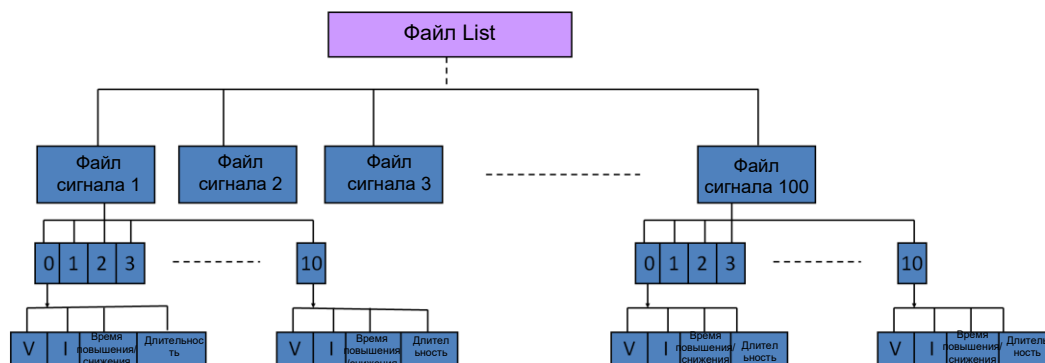 Файл List
Файл
сигнала 1
Файл
сигнала 2
Файл
сигнала 3
Файл
сигнала 100
0 1 2 3 10
0 1 2 3 10
V I
Время
повышения/
снижения
Длительнос
ть
V I
Время
повышения/
Длител
ьность
V I
Время
повышения/
снижения
Длител
ьность
V I
Время
повышения/
снижения
Длитель
ность